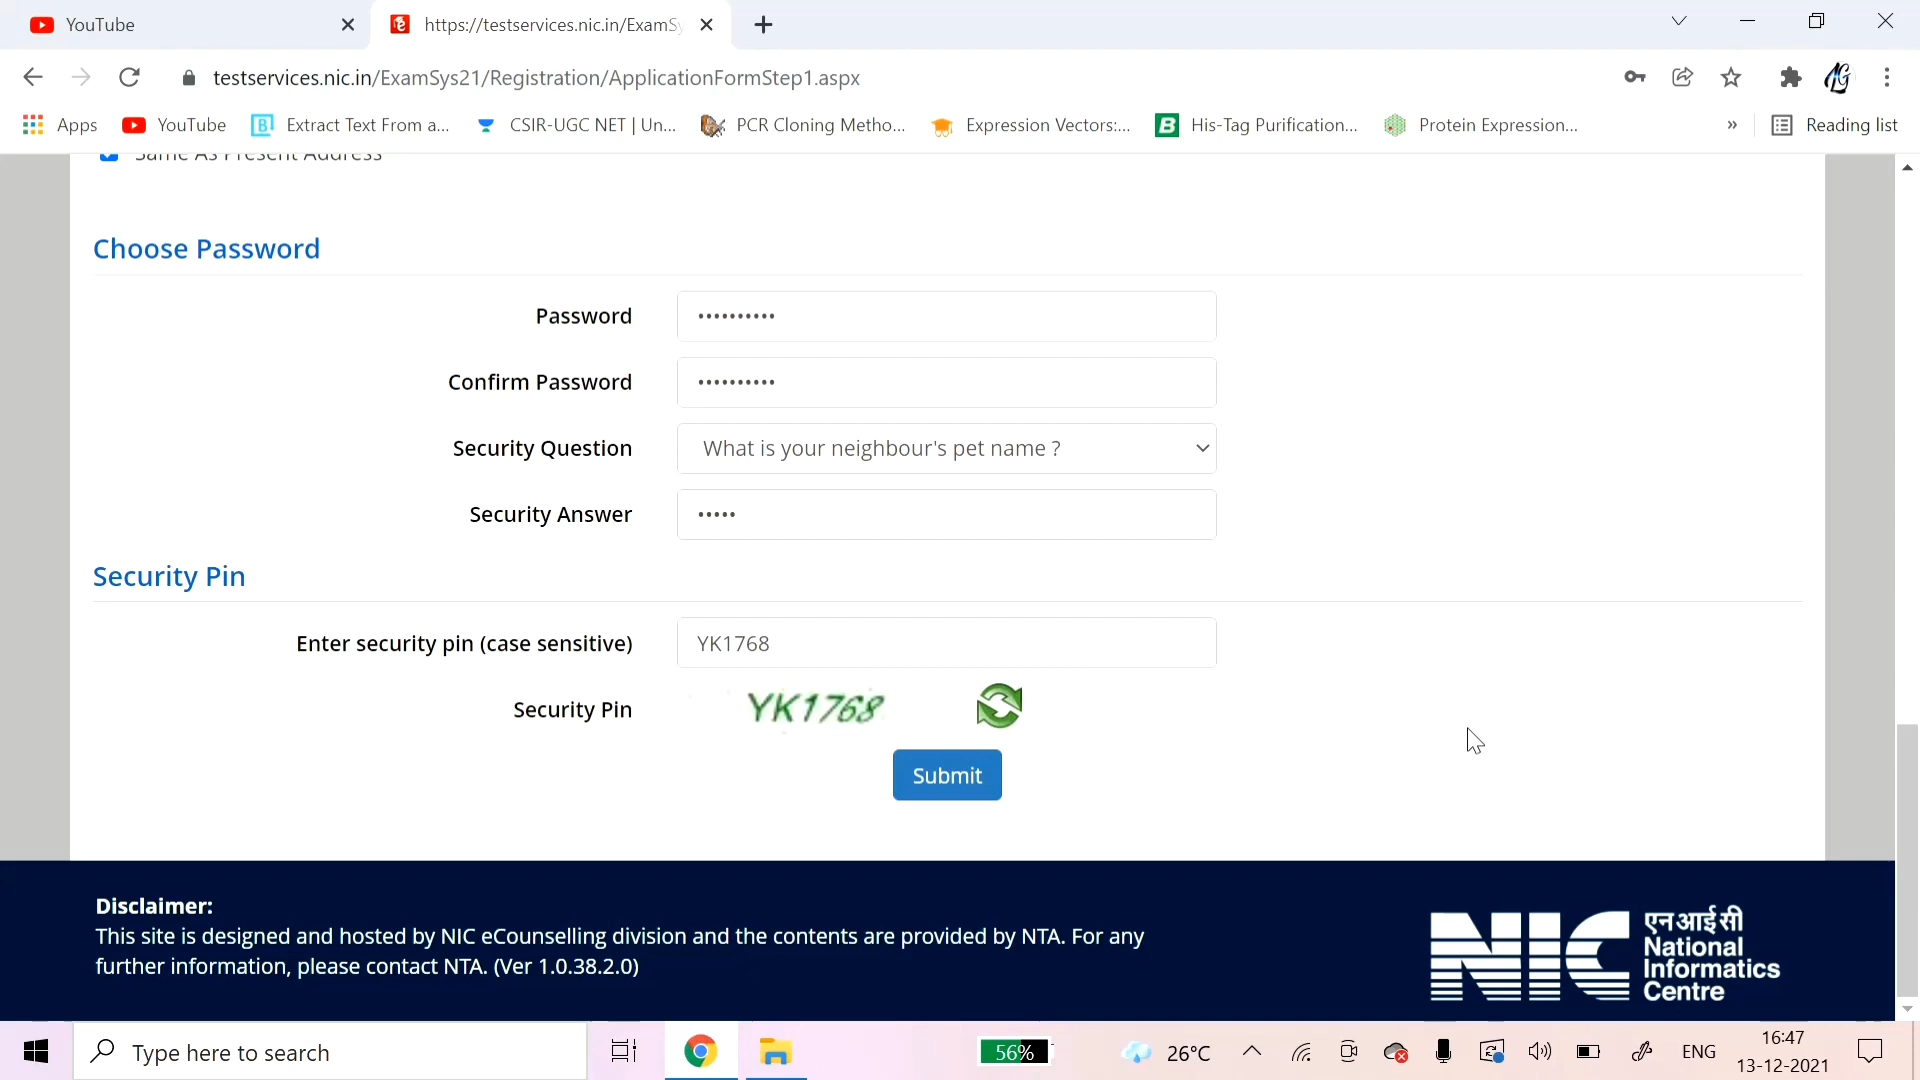 YouTube
https://testservices.nic.in/ExamSy
testservices.nic.in/ExamSys21/Registration/ApplicationFormStep1.aspx
Apps YouTube Extract Text From a... CSIR-UGC NET | Un... PCR Cloning Metho... Expression Vectors:... His-Tag Purification... Protein Expression... » Reading list
Same As Present Address
Choose Password
Password ••••••••••
Confirm Password ••••••••••
Security Question What is your neighbour's pet name ?
Security Answer •••••
Security Pin
Enter security pin (case sensitive) YK1768
Security Pin YK1768
Submit
Disclaimer:
This site is designed and hosted by NIC eCounselling division and the contents are provided by NTA. For any
further information, please contact NTA. (Ver 1.0.38.2.0)
NIC
एनआईसी
National
Informatics
Centre
Type here to search
56%
26°C
ENG
16:47
13-12-2021